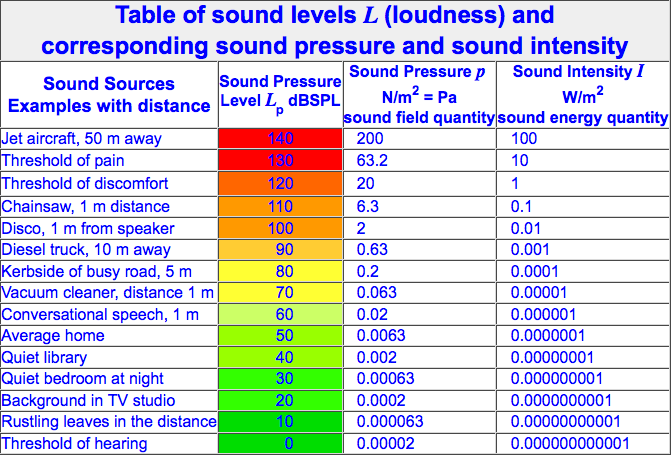 Table of sound levels L (loudness) and
corresponding sound pressure and sound intensity
Sound Sources
Examples with distance
Sound Pressure
Level Lp dBSPL
Sound Pressure p
N/m2 = Pa
sound field quantity
Sound Intensity I
W/m2
sound energy quantity
Jet aircraft, 50 m away 140 200 100
Threshold of pain 130 63.2 10
Threshold of discomfort 120 20 1
Chainsaw, 1 m distance 110 6.3 0.1
Disco, 1 m from speaker 100 2 0.01
Diesel truck, 10 m away 90 0.63 0.001
Kerbside of busy road, 5 m 80 0.2 0.0001
Vacuum cleaner, distance 1 m 70 0.063 0.00001
Conversational speech, 1 m 60 0.02 0.000001
Average home 50 0.0063 0.0000001
Quiet library 40 0.002 0.00000001
Quiet bedroom at night 30 0.00063 0.000000001
Background in TV studio 20 0.0002 0.0000000001
Rustling leaves in the distance 10 0.000063 0.00000000001
Threshold of hearing 0 0.00002 0.000000000001